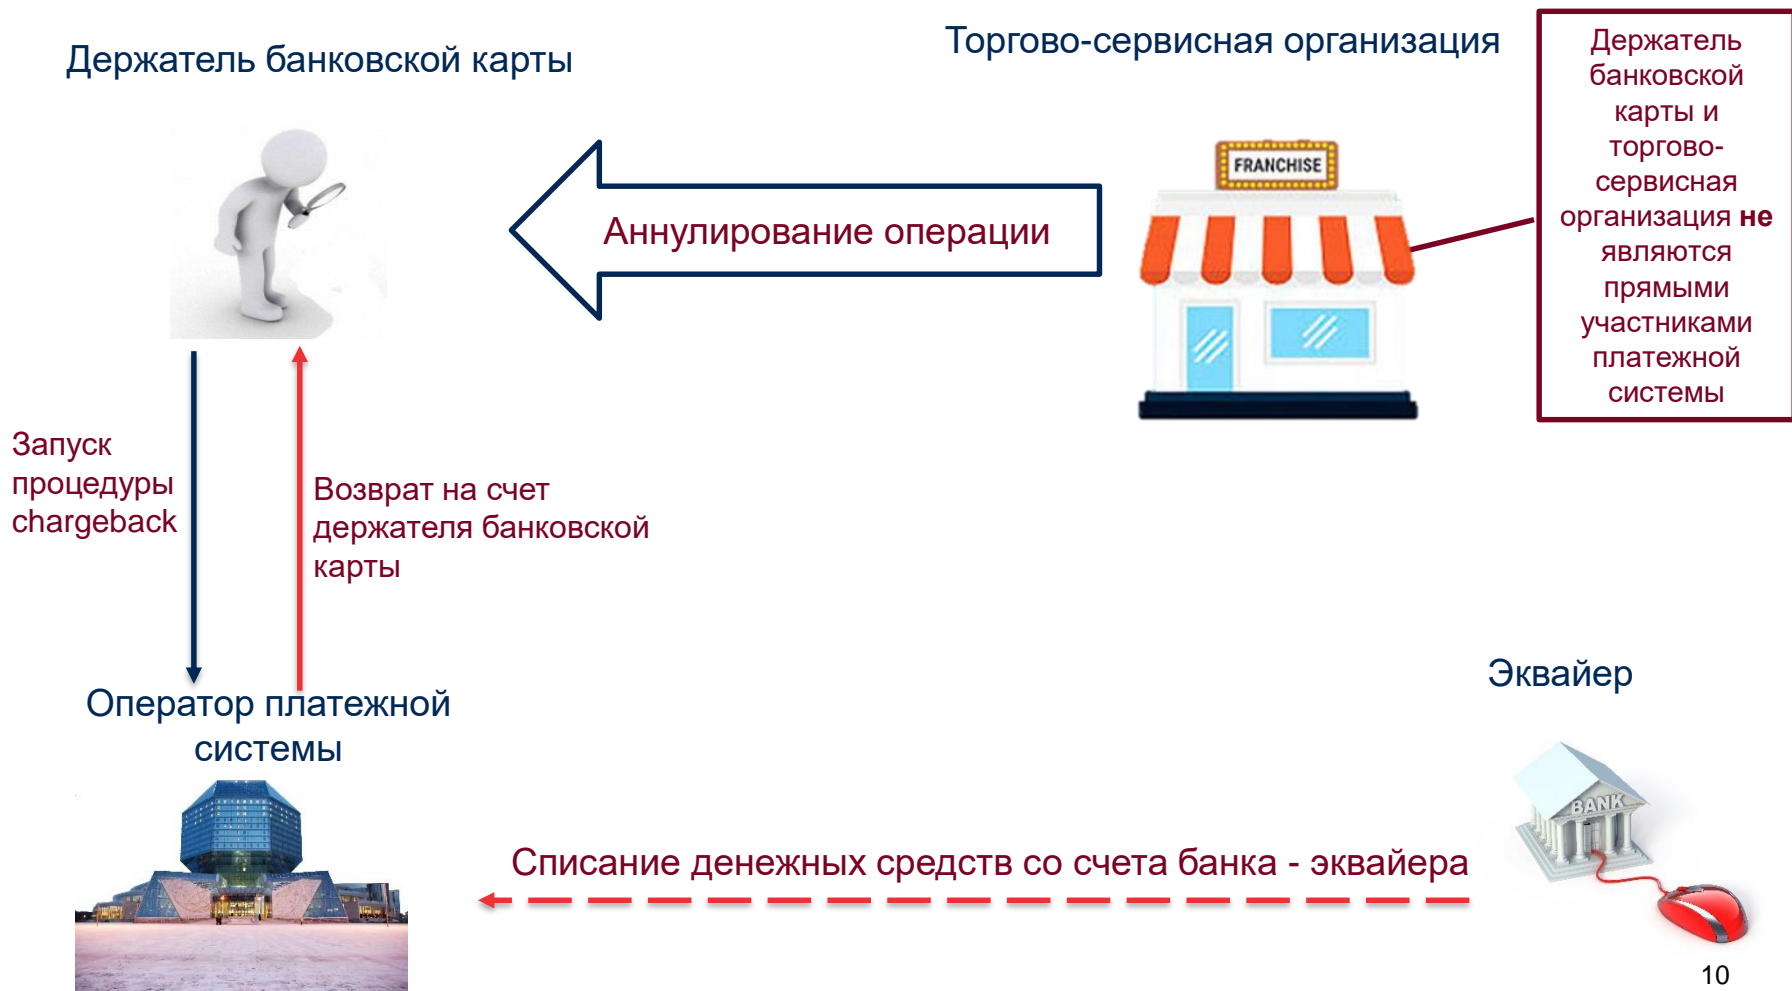 Держатель банковской карты
Торгово-сервисная организация
Держатель
банковской
карты и
торгово-
сервисная
организация не
являются
прямыми
участниками
платежной
системы
FRANCHISE
Аннулирование операции
Запуск
процедуры
chargeback
Возврат на счет
держателя банковской
карты
Оператор платежной
системы
Эквайер
BANK
Списание денежных средств со счета банка - эквайера
10